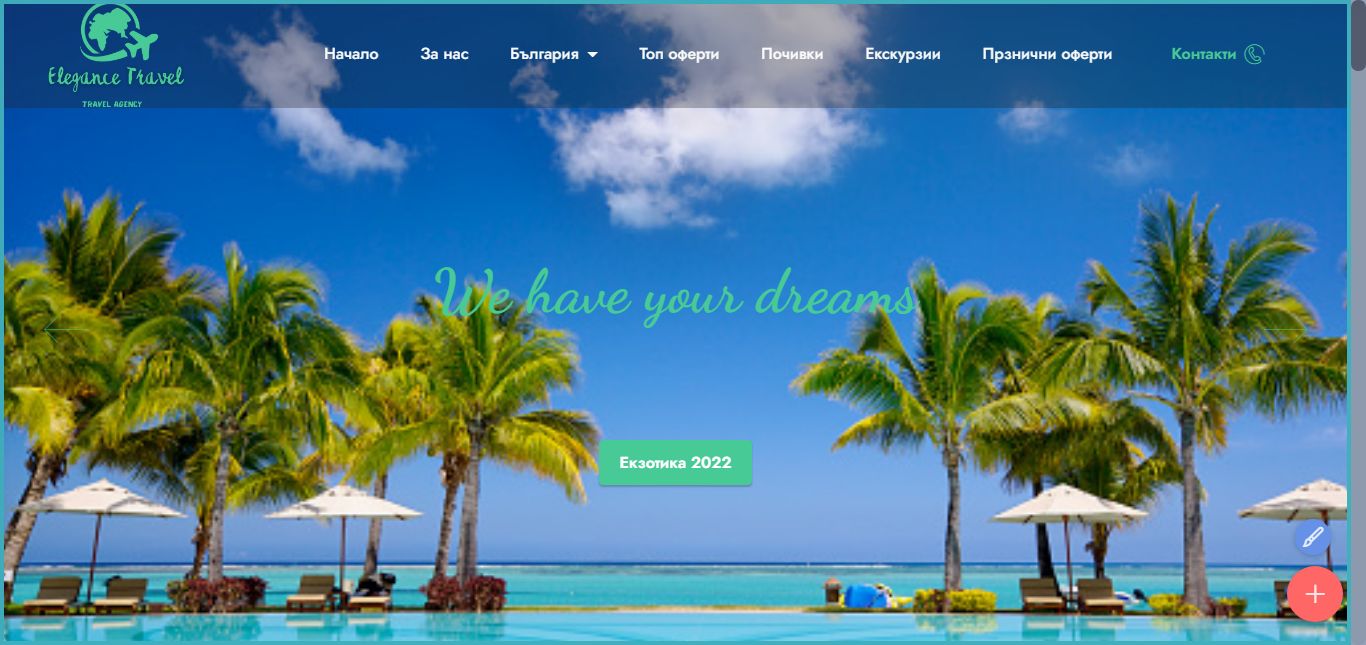 Elegance Travel
TRAVEL AGENCY
Начало За нас България Топ оферти Почивки Екскурзии Прзнични оферти Контакти
We have your dreams
Екзотика 2022